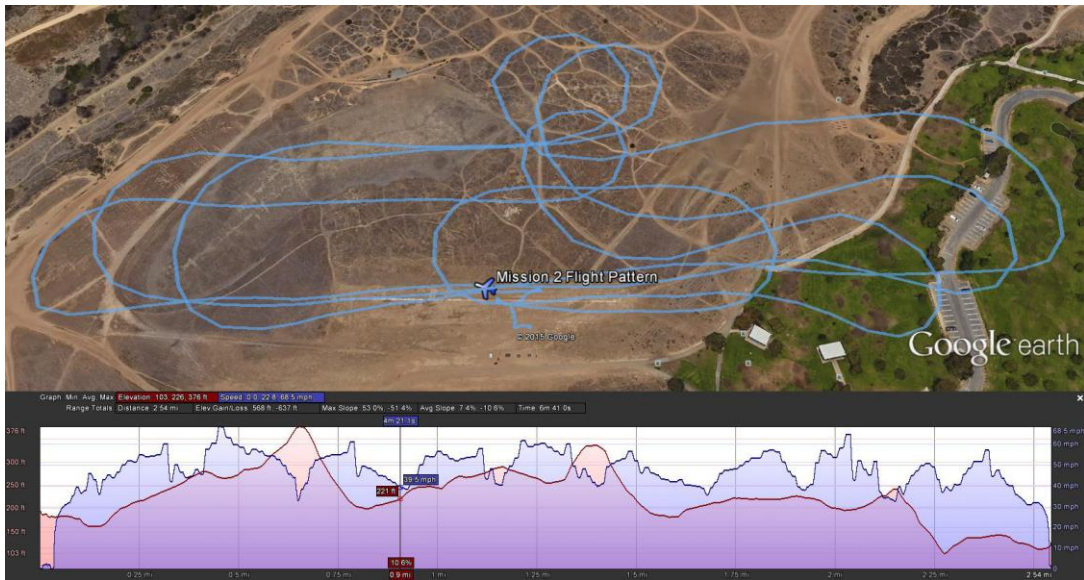 Mission 2 Flight Pattern
© 2015 Google
Google earth
Graph: Min, Avg, Max Elevation: 103, 226, 376 ft Speed: 0.0, 22.8, 68.5 mph
Range Totals: Distance: 2.54 mi Elev Gain/Loss: 568 ft, -637 ft Max Slope: 53.0%, -51.4% Avg Slope: 7.4%, -10.6% Time: 6m 41.0s
4m 21.1s
376 ft 68.5 mph
60 mph
300 ft 50 mph
250 ft 221 ft 39.5 mph 40 mph
200 ft 30 mph
150 ft 20 mph
103 ft 10.6% 10 mph
0.25 mi 0.5 mi 0.75 mi 0.9 mi 1 mi 1.25 mi 1.5 mi 1.75 mi 2 mi 2.25 mi 2.54 mi 0 mph